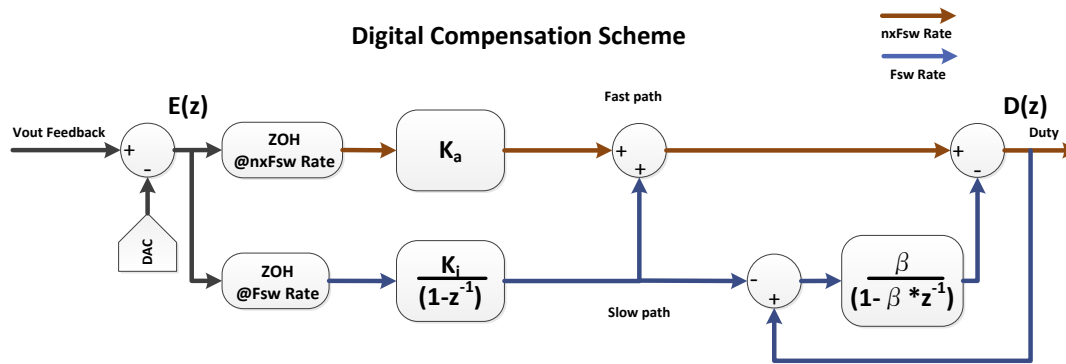 Digital Compensation Scheme
nxFsw Rate
Fsw Rate
E(z)
Fast path
D(z)
Vout Feedback
Duty
+
-
DAC
ZOH
@nxFsw Rate
Kₐ
+
+
+
-
ZOH
@Fsw Rate
Kᵢ
(1-z⁻¹)
Slow path
-
+
β
(1- β *z⁻¹)